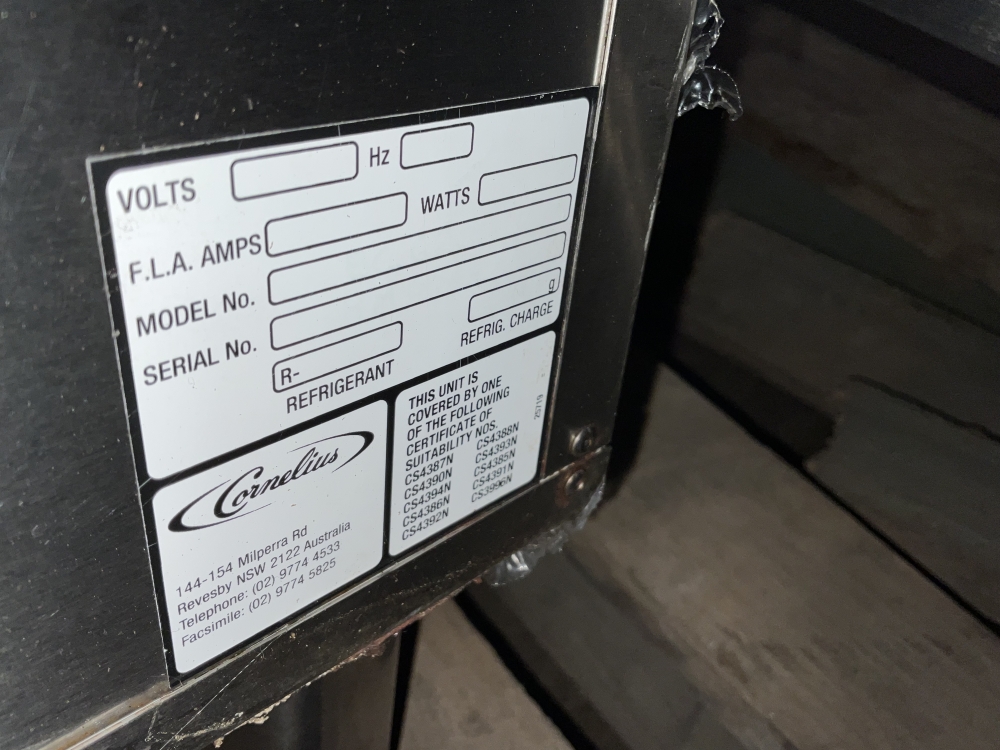 VOLTS Hz
F.L.A. AMPS WATTS
MODEL No.
SERIAL No.
R- g
REFRIGERANT REFRIG. CHARGE
Cornelius
144-154 Milperra Rd
Revesby NSW 2122 Australia
Telephone: (02) 9774 4533
Facsimile: (02) 9774 5825
THIS UNIT IS
COVERED BY ONE
OF THE FOLLOWING
CERTIFICATE OF
SUITABILITY NOS.
CS4387N CS4388N
CS4390N CS4393N
CS4394N CS4385N
CS4386N CS4391N
CS4392N CS3996N
20719